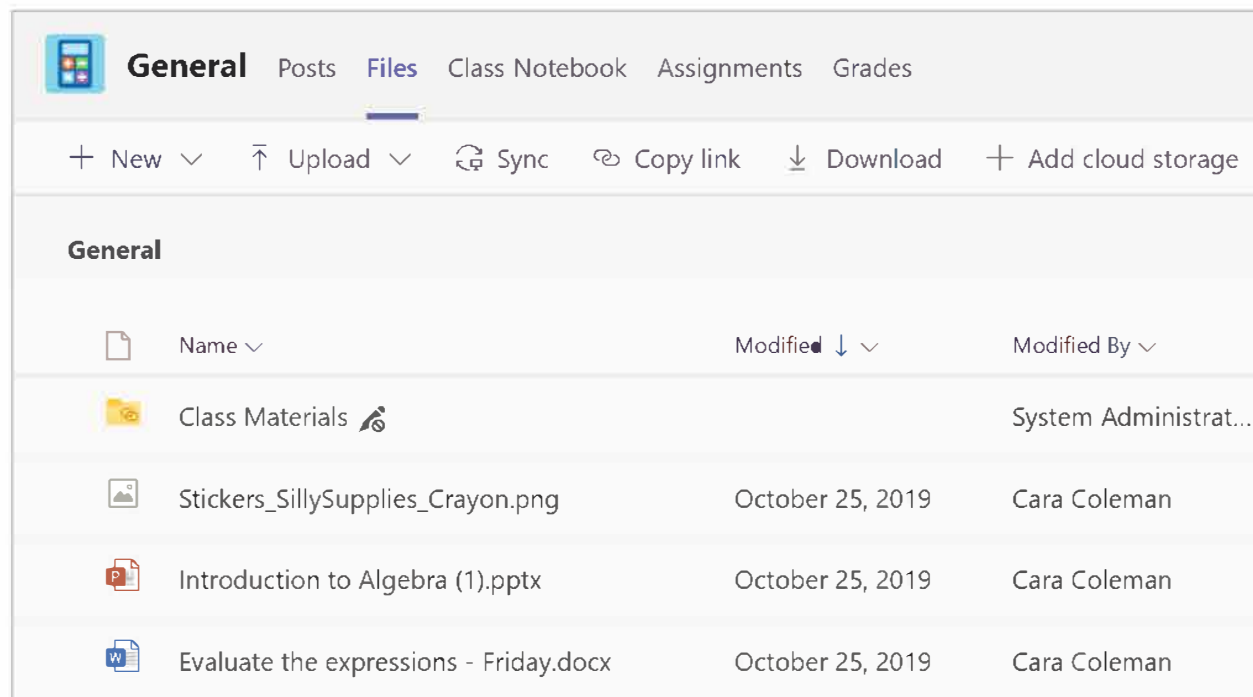 General Posts Files Class Notebook Assignments Grades
New Upload Sync Copy link Download Add cloud storage
General
Name Modified Modified By
Class Materials System Administrat...
Stickers_SillySupplies_Crayon.png October 25, 2019 Cara Coleman
Introduction to Algebra (1).pptx October 25, 2019 Cara Coleman
Evaluate the expressions - Friday.docx October 25, 2019 Cara Coleman